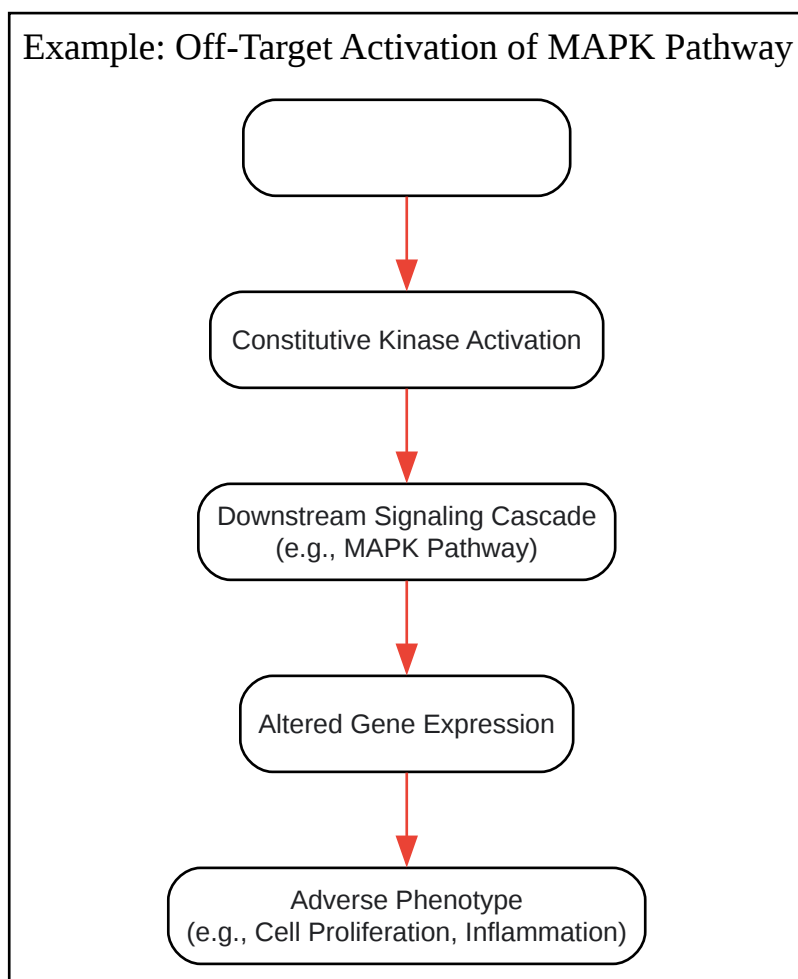 Example: Off-Target Activation of MAPK Pathway
Constitutive Kinase Activation
Downstream Signaling Cascade
(e.g., MAPK Pathway)
Altered Gene Expression
Adverse Phenotype
(e.g., Cell Proliferation, Inflammation)